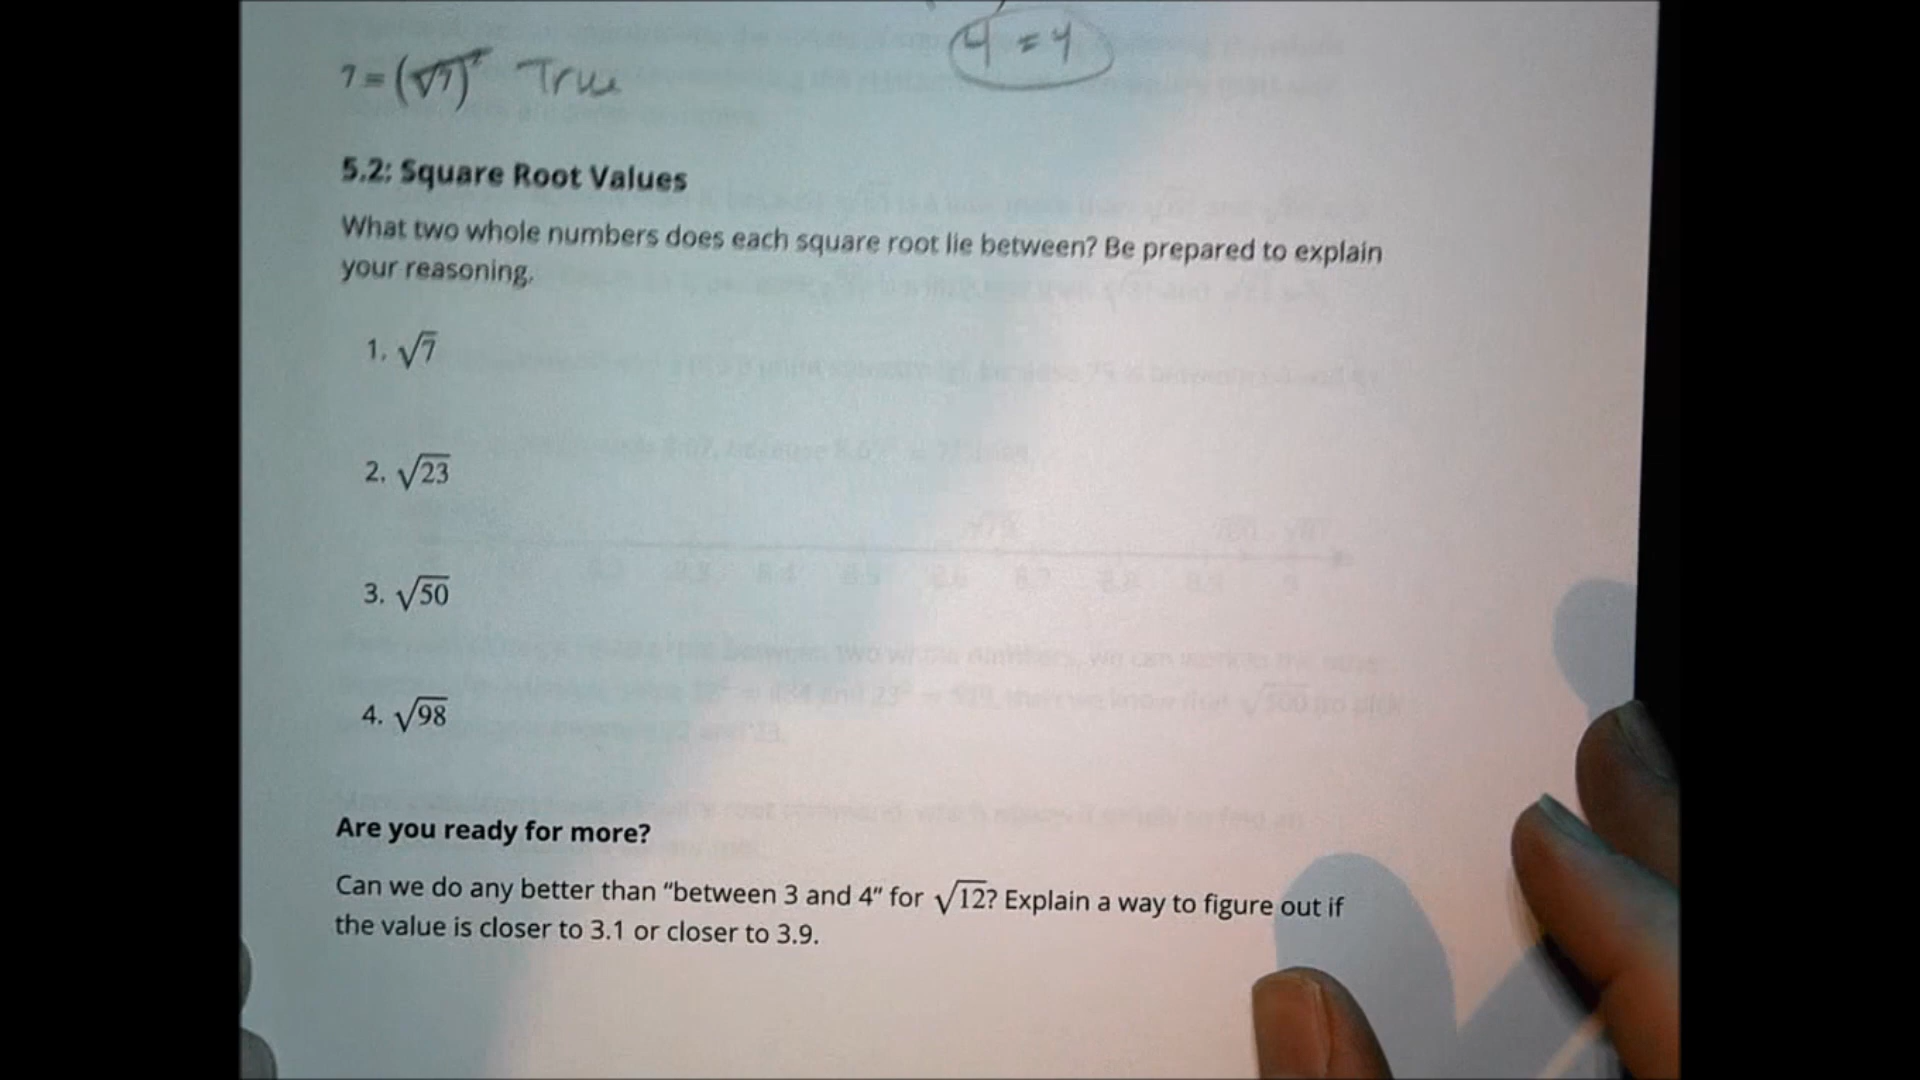 4 = 4
7 = (√7)² True
5.2: Square Root Values
What two whole numbers does each square root lie between? Be prepared to explain
your reasoning.
1. √7
2. √23
3. √50
4. √98
Are you ready for more?
Can we do any better than “between 3 and 4” for √12? Explain a way to figure out if
the value is closer to 3.1 or closer to 3.9.